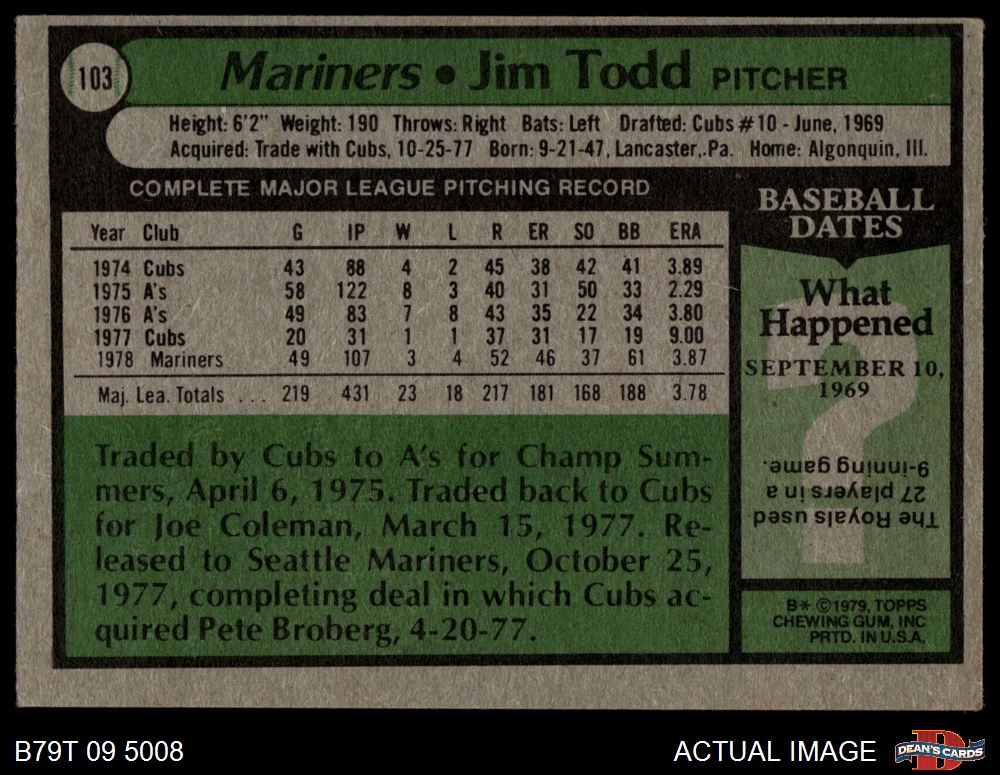 103
Mariners • Jim Todd PITCHER
Height: 6'2" Weight: 190 Throws: Right Bats: Left Drafted: Cubs #10 - June, 1969
Acquired: Trade with Cubs, 10-25-77 Born: 9-21-47, Lancaster, Pa. Home: Algonquin, Ill.
COMPLETE MAJOR LEAGUE PITCHING RECORD
Year Club G IP W L R ER SO BB ERA
1974 Cubs 43 88 4 2 45 38 42 41 3.89
1975 A's 58 122 8 3 40 31 50 33 2.29
1976 A's 49 83 7 8 43 35 22 34 3.80
1977 Cubs 20 31 1 1 37 31 17 19 9.00
1978 Mariners 49 107 3 4 52 46 37 61 3.87
Maj. Lea. Totals ... 219 431 23 18 217 181 168 188 3.78
Traded by Cubs to A's for Champ Sum-
mers, April 6, 1975. Traded back to Cubs
for Joe Coleman, March 15, 1977. Re-
leased to Seattle Mariners, October 25,
1977, completing deal in which Cubs ac-
quired Pete Broberg, 4-20-77.
BASEBALL
DATES
What
Happened
SEPTEMBER 10,
1969
?
The Royals used
27 players in a
9-inning game.
B* ©1979, TOPPS
CHEWING GUM, INC
PRTD. IN U.S.A.
B79T 09 5008
ACTUAL IMAGE
DEAN'S CARDS